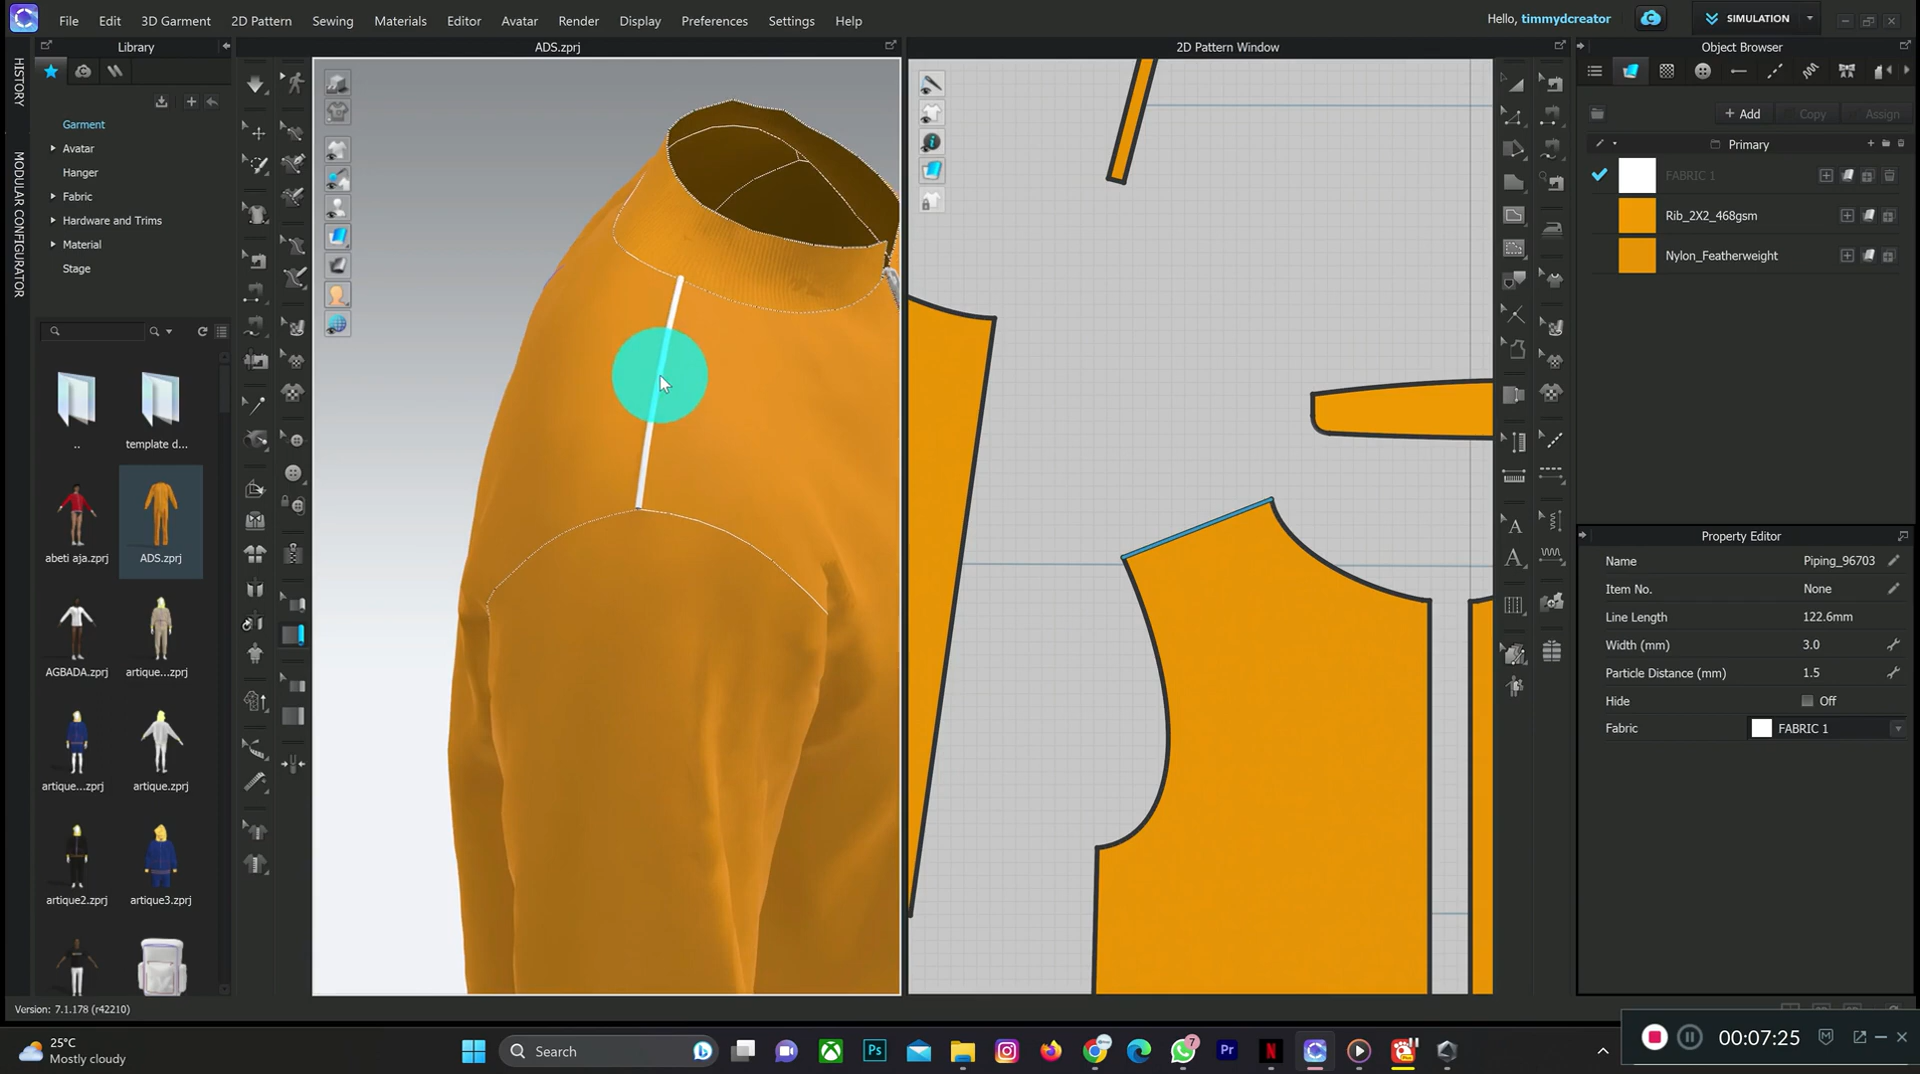 File Edit 3D Garment 2D Pattern Sewing Materials Editor Avatar Render Display Preferences Settings Help
Hello, timmydcreator
SIMULATION
Library
ADS.zprj
2D Pattern Window
Object Browser
HISTORY
MODULAR CONFIGURATOR
Garment
Avatar
Hanger
Fabric
Hardware and Trims
Material
Stage
+ Add
Copy
Assign
Primary
FABRIC 1
Rib_2X2_468gsm
Nylon_Featherweight
..
template d...
abeti aja.zprj
ADS.zprj
AGBADA.zprj
artique...zprj
artique...zprj
artique.zprj
artique2.zprj
artique3.zprj
Property Editor
Name Piping_96703
Item No. None
Line Length 122.6mm
Width (mm) 3.0
Particle Distance (mm) 1.5
Hide Off
Fabric FABRIC 1
Version: 7.1.178 (r42210)
25°C
Mostly cloudy
Search
Ps
Pr
N
7
00:07:25